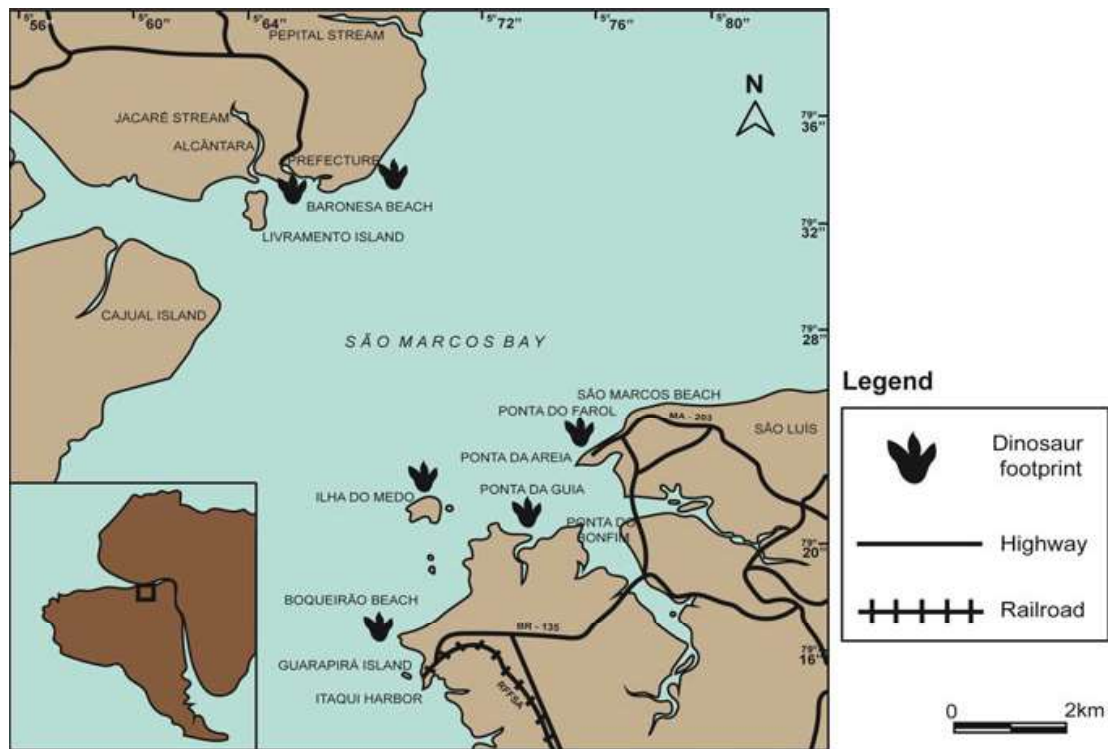 5° 56" 5° 60" 5° 64" 5° 72" 5° 76" 5° 80"
PEPITAL STREAM
N
79° 36"
JACARÉ STREAM
ALCÂNTARA
PREFECTURE
BARONESA BEACH
79° 32"
LIVRAMENTO ISLAND
CAJUAL ISLAND
79° 28"
SÃO MARCOS BAY
SÃO MARCOS BEACH
PONTA DO FAROL
MA - 203
SÃO LUÍS
PONTA DA AREIA
ILHA DO MEDO
PONTA DA GUIA
PONTA DO
BONFIM
79° 20"
BOQUEIRÃO BEACH
BR - 135
GUARAPIRÁ ISLAND
79° 16"
ITAQUI HARBOR
RFFSA
Legend
Dinosaur
footprint
Highway
Railroad
0 2km